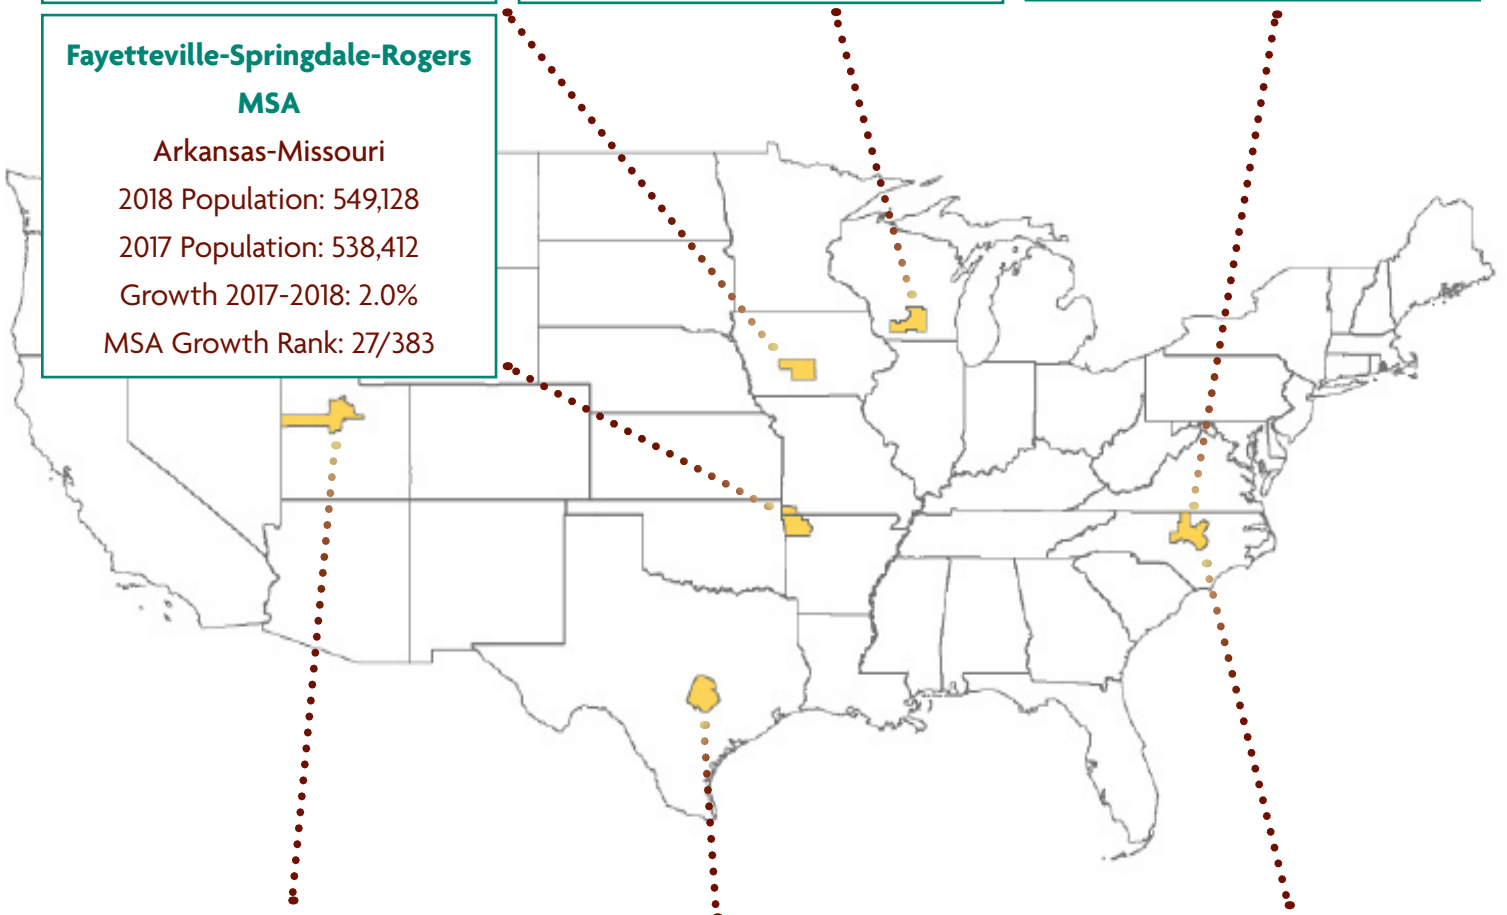 Fayetteville-Springdale-Rogers
MSA
Arkansas-Missouri
2018 Population: 549,128
2017 Population: 538,412
Growth 2017-2018: 2.0%
MSA Growth Rank: 27/383